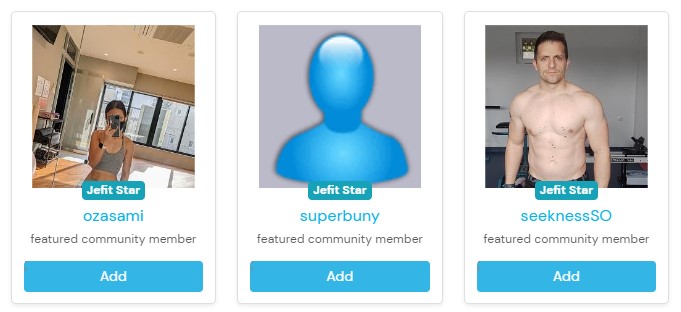 Jefit Star
ozasami
featured community member
Add
Jefit Star
superbuny
featured community member
Add
Jefit Star
seeknessSO
featured community member
Add